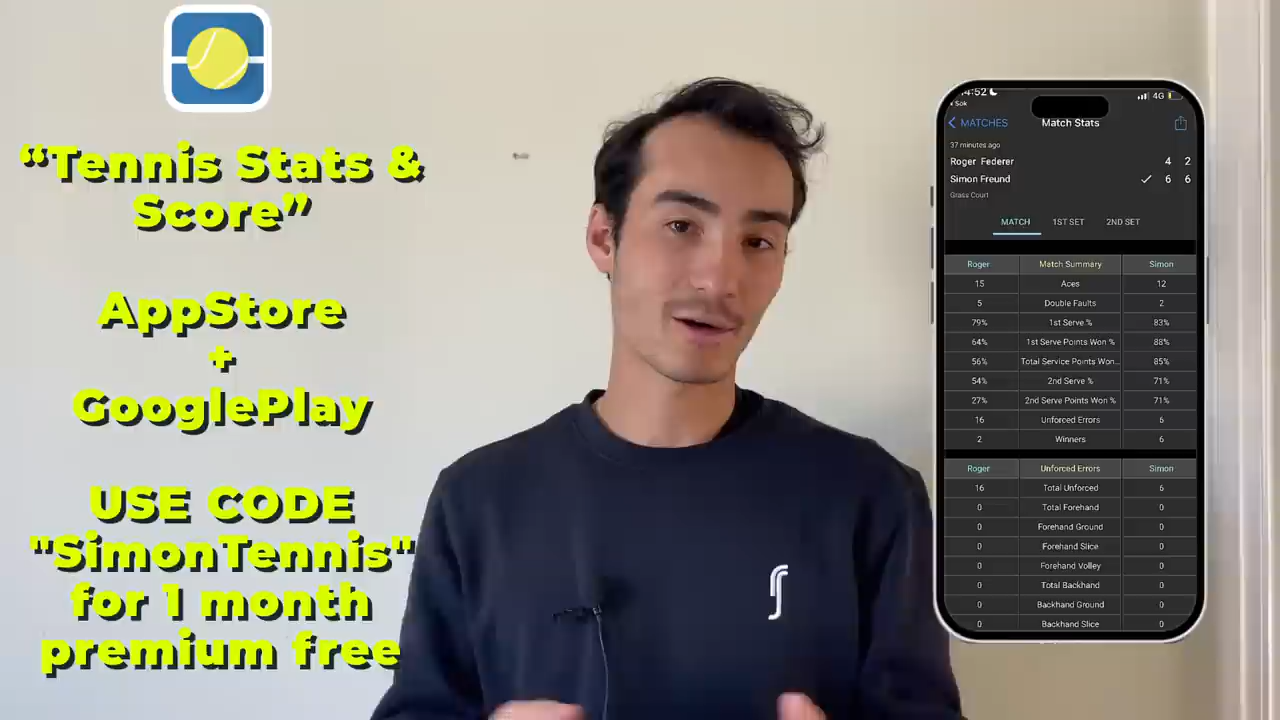 “Tennis Stats &
Score”
AppStore
+
GooglePlay
USE CODE
"SimonTennis"
for 1 month
premium free
4:52
4G
Sok
MATCHES
Match Stats
37 minutes ago
Roger Federer 4 2
Simon Freund 6 6
Grass Court
MATCH 1ST SET 2ND SET
Roger Match Summary Simon
15 Aces 12
5 Double Faults 2
79% 1st Serve % 83%
64% 1st Serve Points Won % 88%
56% Total Service Points Won... 85%
54% 2nd Serve % 71%
27% 2nd Serve Points Won % 71%
16 Unforced Errors 6
2 Winners 6
Roger Unforced Errors Simon
16 Total Unforced 6
0 Total Forehand 0
0 Forehand Ground 0
0 Forehand Slice 0
0 Forehand Volley 0
0 Total Backhand 0
0 Backhand Ground 0
0 Backhand Slice 0